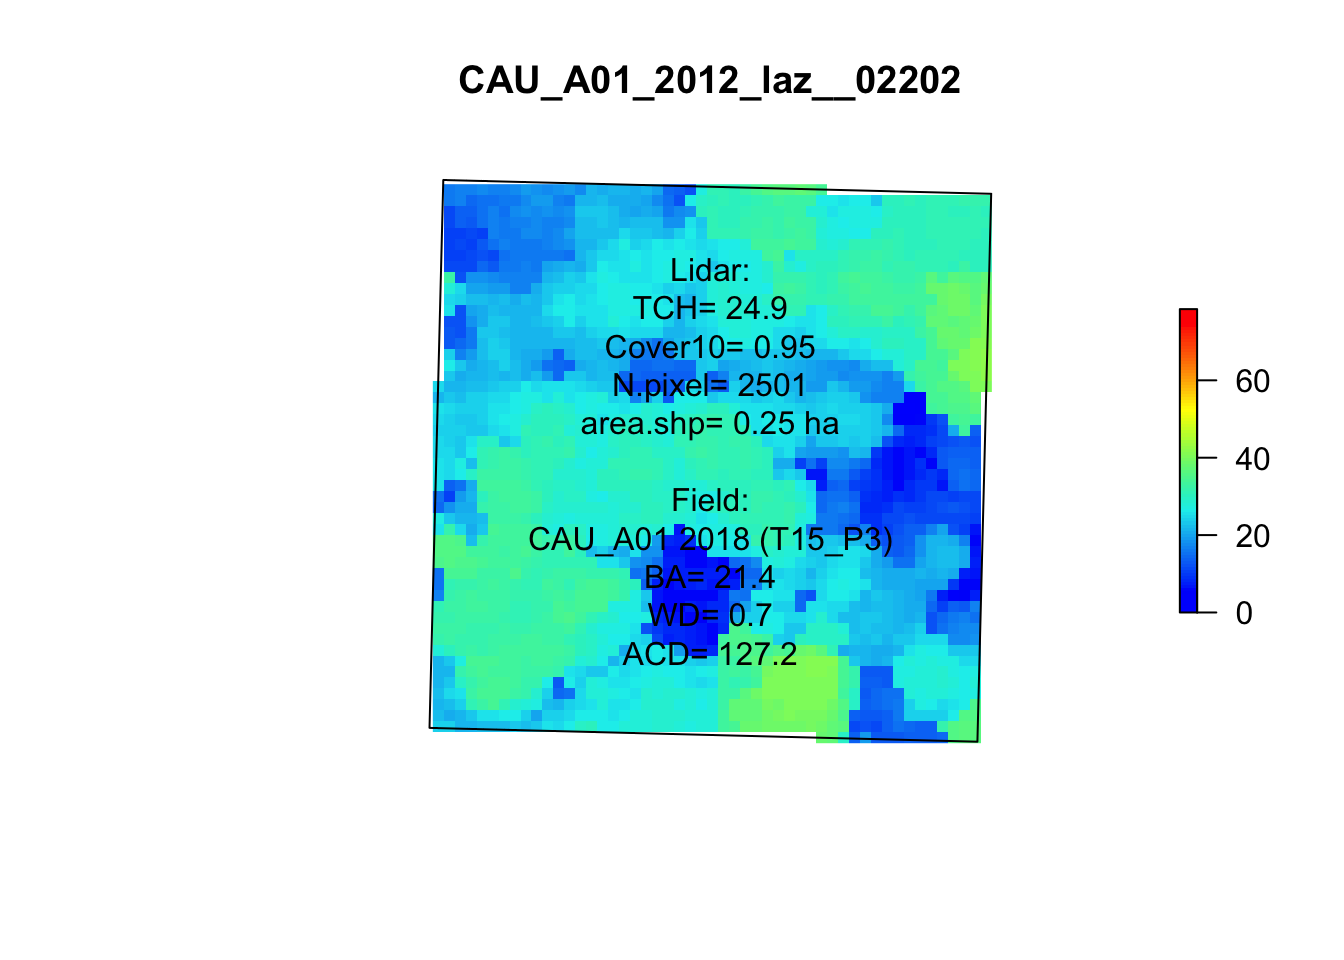 CAU_A01_2012_laz__02202
Lidar:
TCH= 24.9
Cover10= 0.95
N.pixel= 2501
area.shp= 0.25 ha
Field:
CAU_A01 2018 (T15_P3)
BA= 21.4
WD= 0.7
ACD= 127.2
60
40
20
0